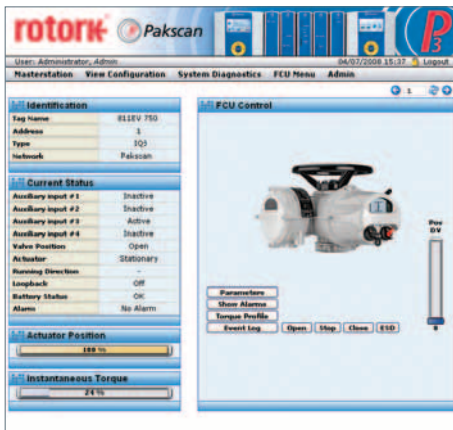 rotork Pakscan P3
User: Administrator, Admin 04/07/2008 15:37 Logout
Masterstation View Configuration System Diagnostics FCU Menu Admin
1
Identification
Tag Name 811EV 750
Address 1
Type IQ3
Network Pakscan
Current Status
Auxiliary input #1 Inactive
Auxiliary input #2 Inactive
Auxiliary input #3 Active
Auxiliary input #4 Inactive
Valve Position Open
Actuator Stationary
Running Direction -
Loopback Off
Battery Status OK
Alarm No Alarm
Actuator Position
100 %
Instantaneous Torque
24 %
FCU Control
Pos
DV
0
Parameters
Show Alarms
Torque Profile
Event Log Open Stop Close ESD